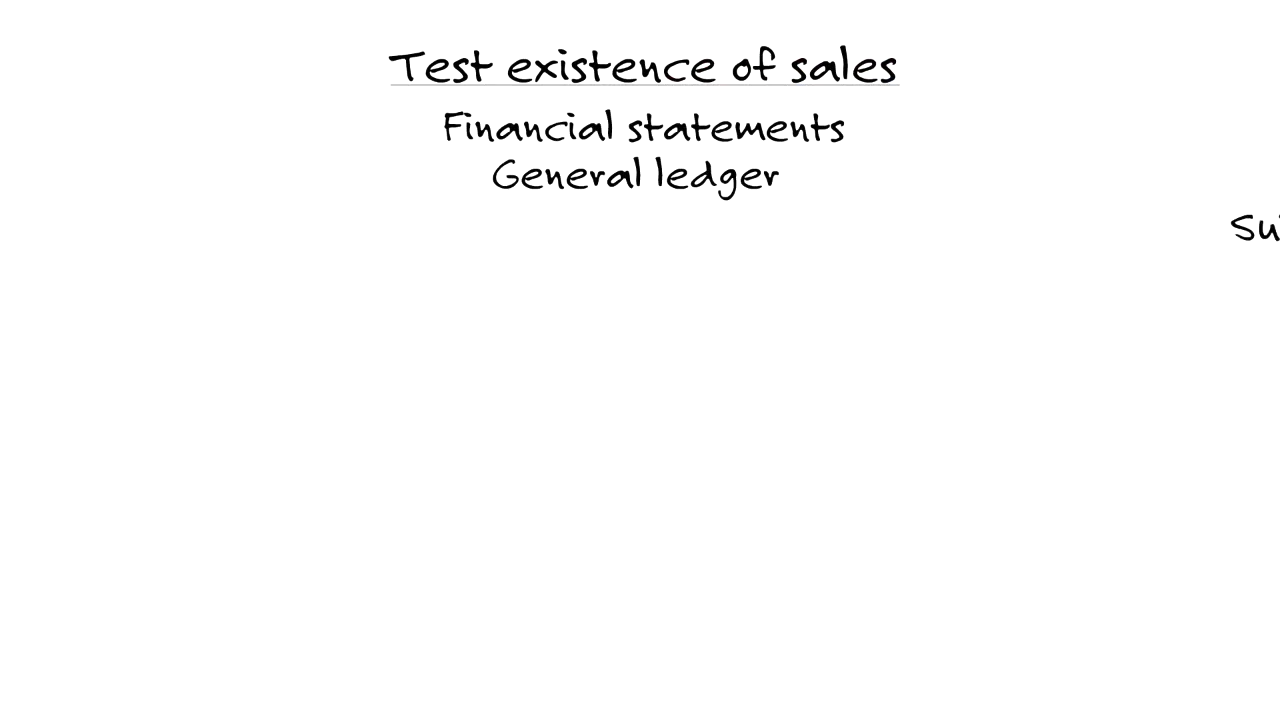 Test existence of sales
Financial statements
General ledger